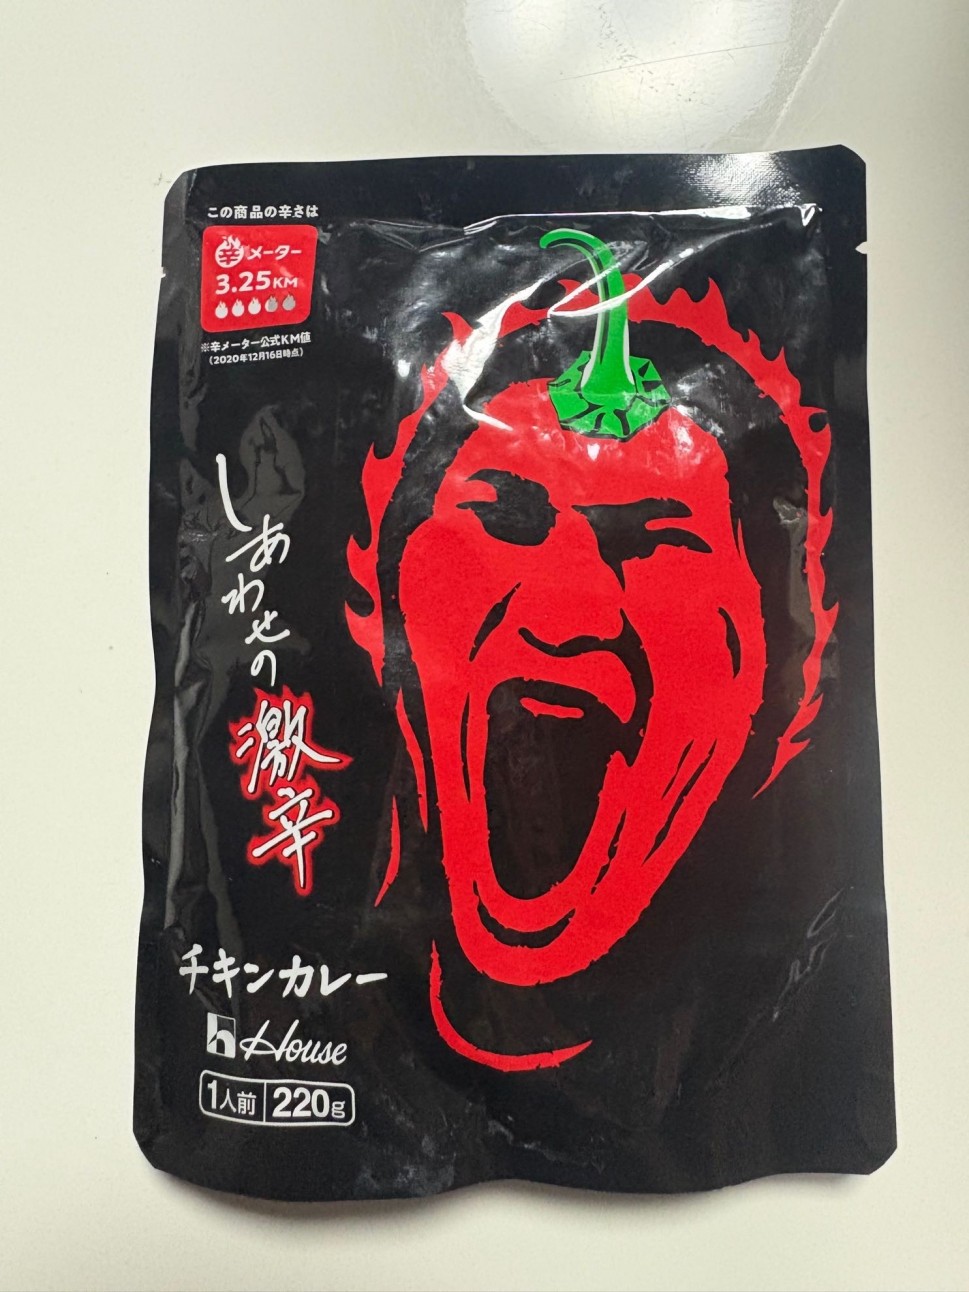 この商品の辛さは
辛メーター
3.25KM
※辛メーター公式KM値
(2020年12月16日時点)
しあわせの
激辛
チキンカレー
House
1人前 220g